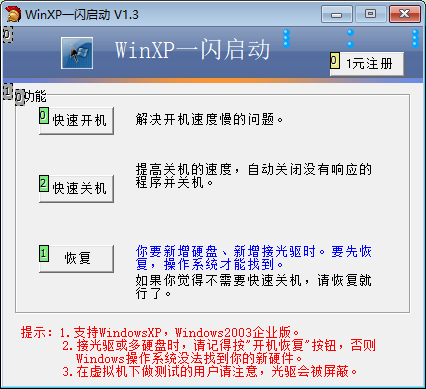 WinXP一闪启动 V1.3
0
WinXP一闪启动
0 1元注册
1
0 功能
0 快速开机 解决开机速度慢的问题。
2 快速关机 提高关机的速度，自动关闭没有响应的
程序并关机。
1 恢复 你要新增硬盘、新增接光驱时。要先恢
复，操作系统才能找到。
如果你觉得不需要快速关机，请恢复就
行了。
提示：1.支持WindowsXP，Windows2003企业版。
2.接光驱或多硬盘时，请记得按"开机恢复"按钮，否则
Windows操作系统没法找到你的新硬件。
3.在虚拟机下做测试的用户请注意，光驱会被屏蔽。